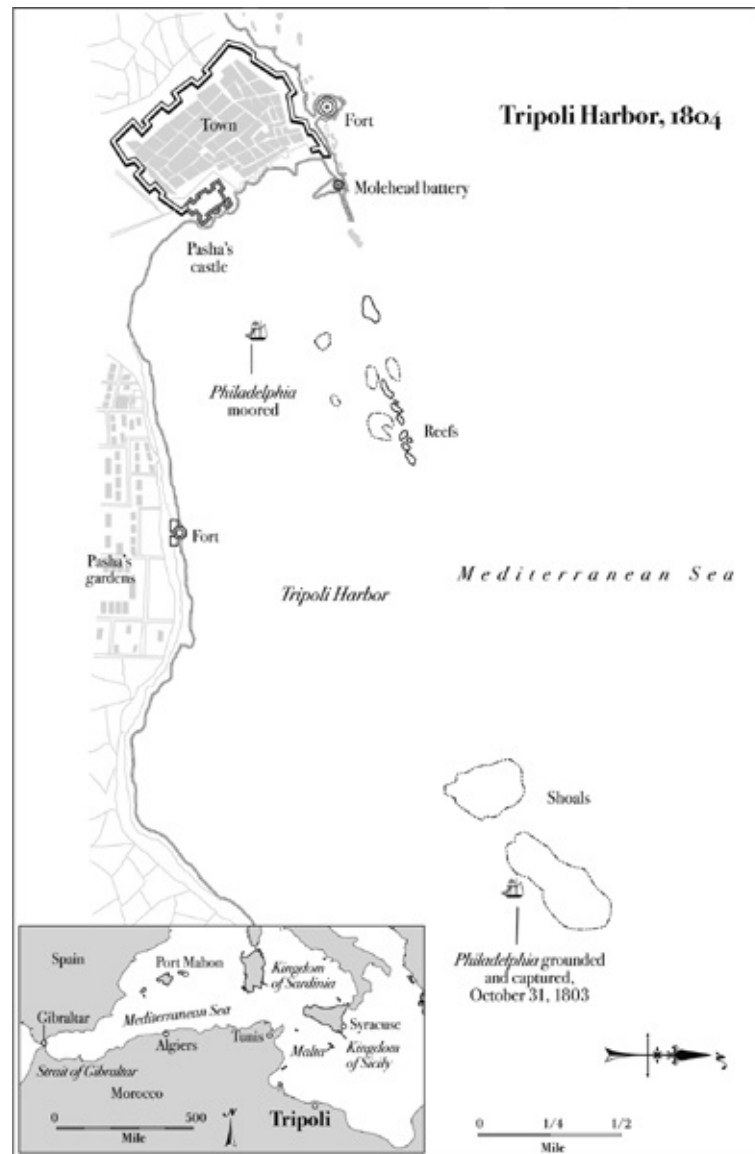 Tripoli Harbor, 1804
Town
Fort
Molehead battery
Pasha's
castle
Philadelphia
moored
Reefs
Fort
Pasha's
gardens
Tripoli Harbor
Mediterranean Sea
Shoals
Philadelphia grounded
and captured,
October 31, 1803
Spain
Port Mahon
Kingdom
of Sardinia
Gibraltar
Mediterranean Sea
Algiers
Tunis
Syracuse
Malta
Kingdom
of Sicily
Strait of Gibraltar
Morocco
Tripoli
0 500
Mile
N
N
0 1/4 1/2
Mile